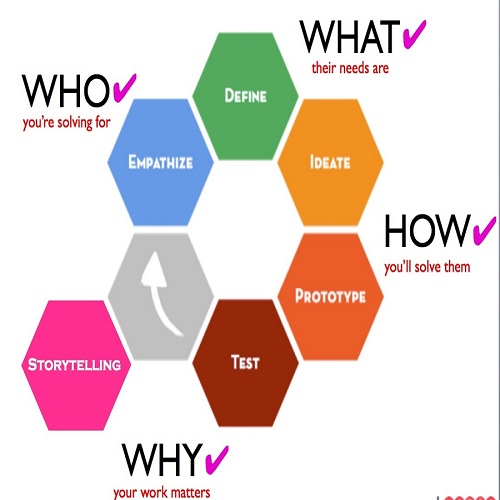 WHAT✔
their needs are
WHO✔
you're solving for
DEFINE
EMPATHIZE
IDEATE
HOW✔
you'll solve them
PROTOTYPE
STORYTELLING
TEST
WHY✔
your work matters